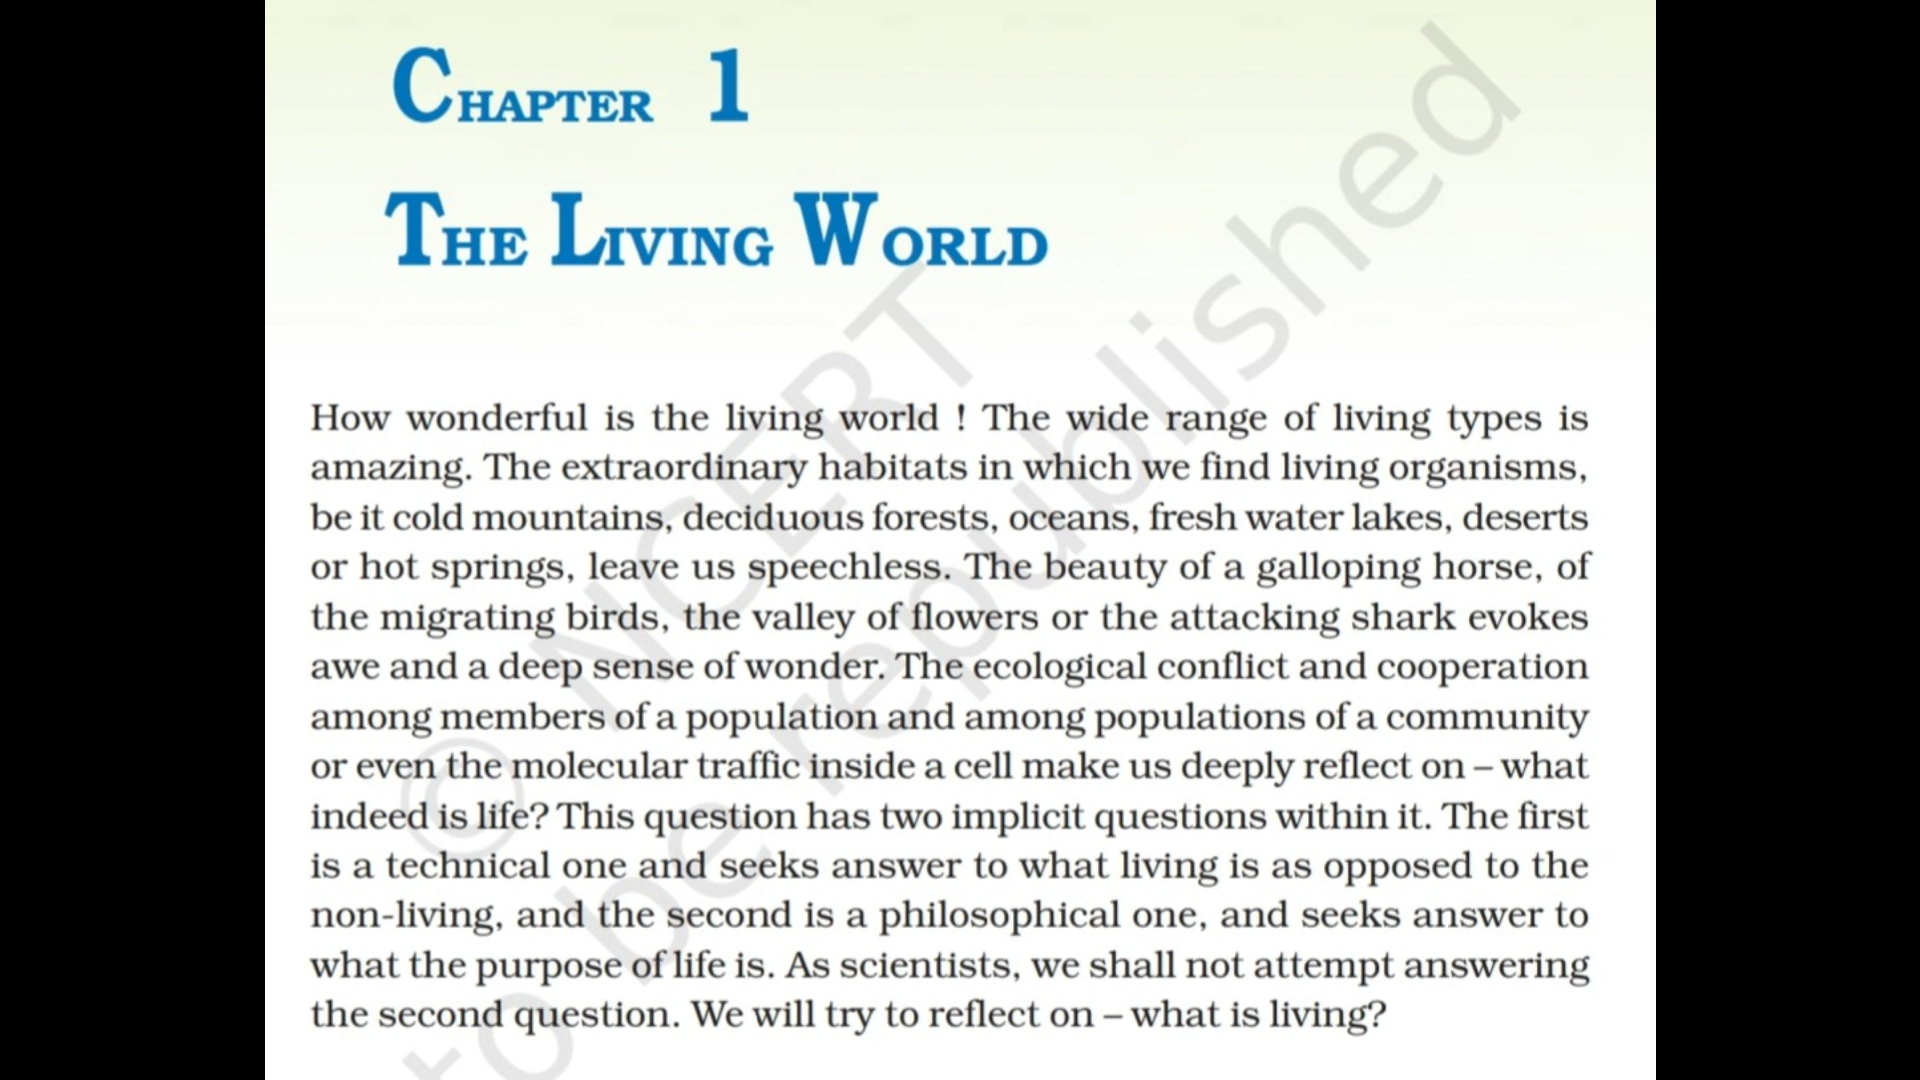 CHAPTER 1
THE LIVING WORLD
How wonderful is the living world ! The wide range of living types is
amazing. The extraordinary habitats in which we find living organisms,
be it cold mountains, deciduous forests, oceans, fresh water lakes, deserts
or hot springs, leave us speechless. The beauty of a galloping horse, of
the migrating birds, the valley of flowers or the attacking shark evokes
awe and a deep sense of wonder. The ecological conflict and cooperation
among members of a population and among populations of a community
or even the molecular traffic inside a cell make us deeply reflect on – what
indeed is life? This question has two implicit questions within it. The first
is a technical one and seeks answer to what living is as opposed to the
non-living, and the second is a philosophical one, and seeks answer to
what the purpose of life is. As scientists, we shall not attempt answering
the second question. We will try to reflect on – what is living?
© NCERT
to be republished